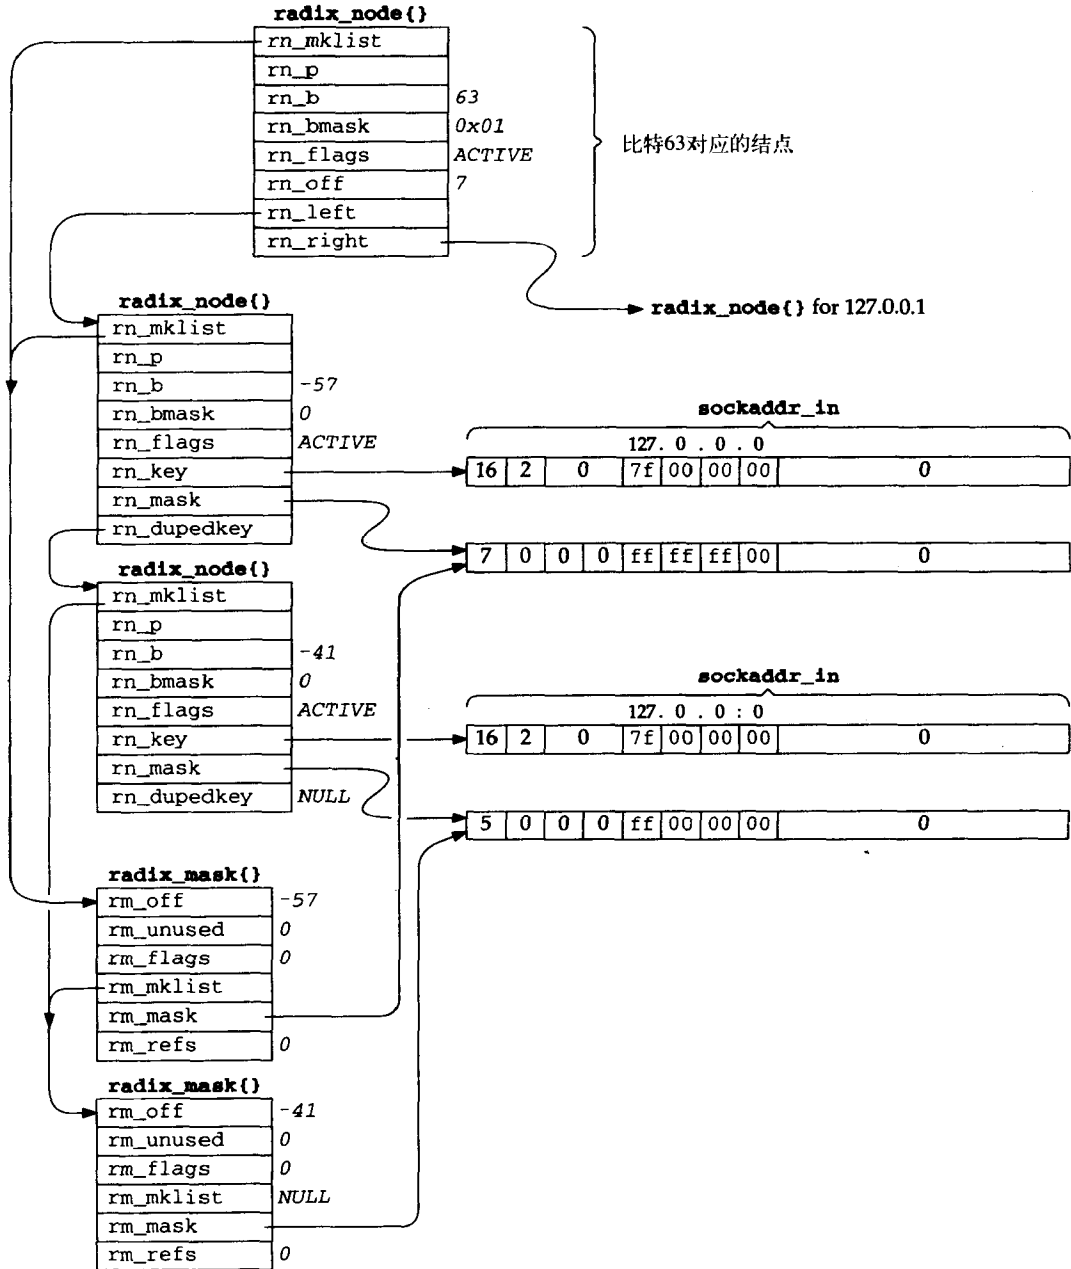 radix_node{}
rn_mklist
rn_p
rn_b 63
rn_bmask 0x01
rn_flags ACTIVE
rn_off 7
rn_left
rn_right
比特63对应的结点
radix_node{} for 127.0.0.1
radix_node{}
rn_mklist
rn_p
rn_b -57
rn_bmask 0
rn_flags ACTIVE
rn_key
rn_mask
rn_dupedkey
sockaddr_in
127. 0 . 0 . 0
16 2 0 7f 00 00 00 0
7 0 0 0 ff ff ff 00 0
radix_node{}
rn_mklist
rn_p
rn_b -41
rn_bmask 0
rn_flags ACTIVE
rn_key
rn_mask
rn_dupedkey NULL
sockaddr_in
127. 0 . 0 : 0
16 2 0 7f 00 00 00 0
5 0 0 0 ff 00 00 00 0
radix_mask{}
rm_off -57
rm_unused 0
rm_flags 0
rm_mklist
rm_mask
rm_refs 0
radix_mask{}
rm_off -41
rm_unused 0
rm_flags 0
rm_mklist NULL
rm_mask
rm_refs 0